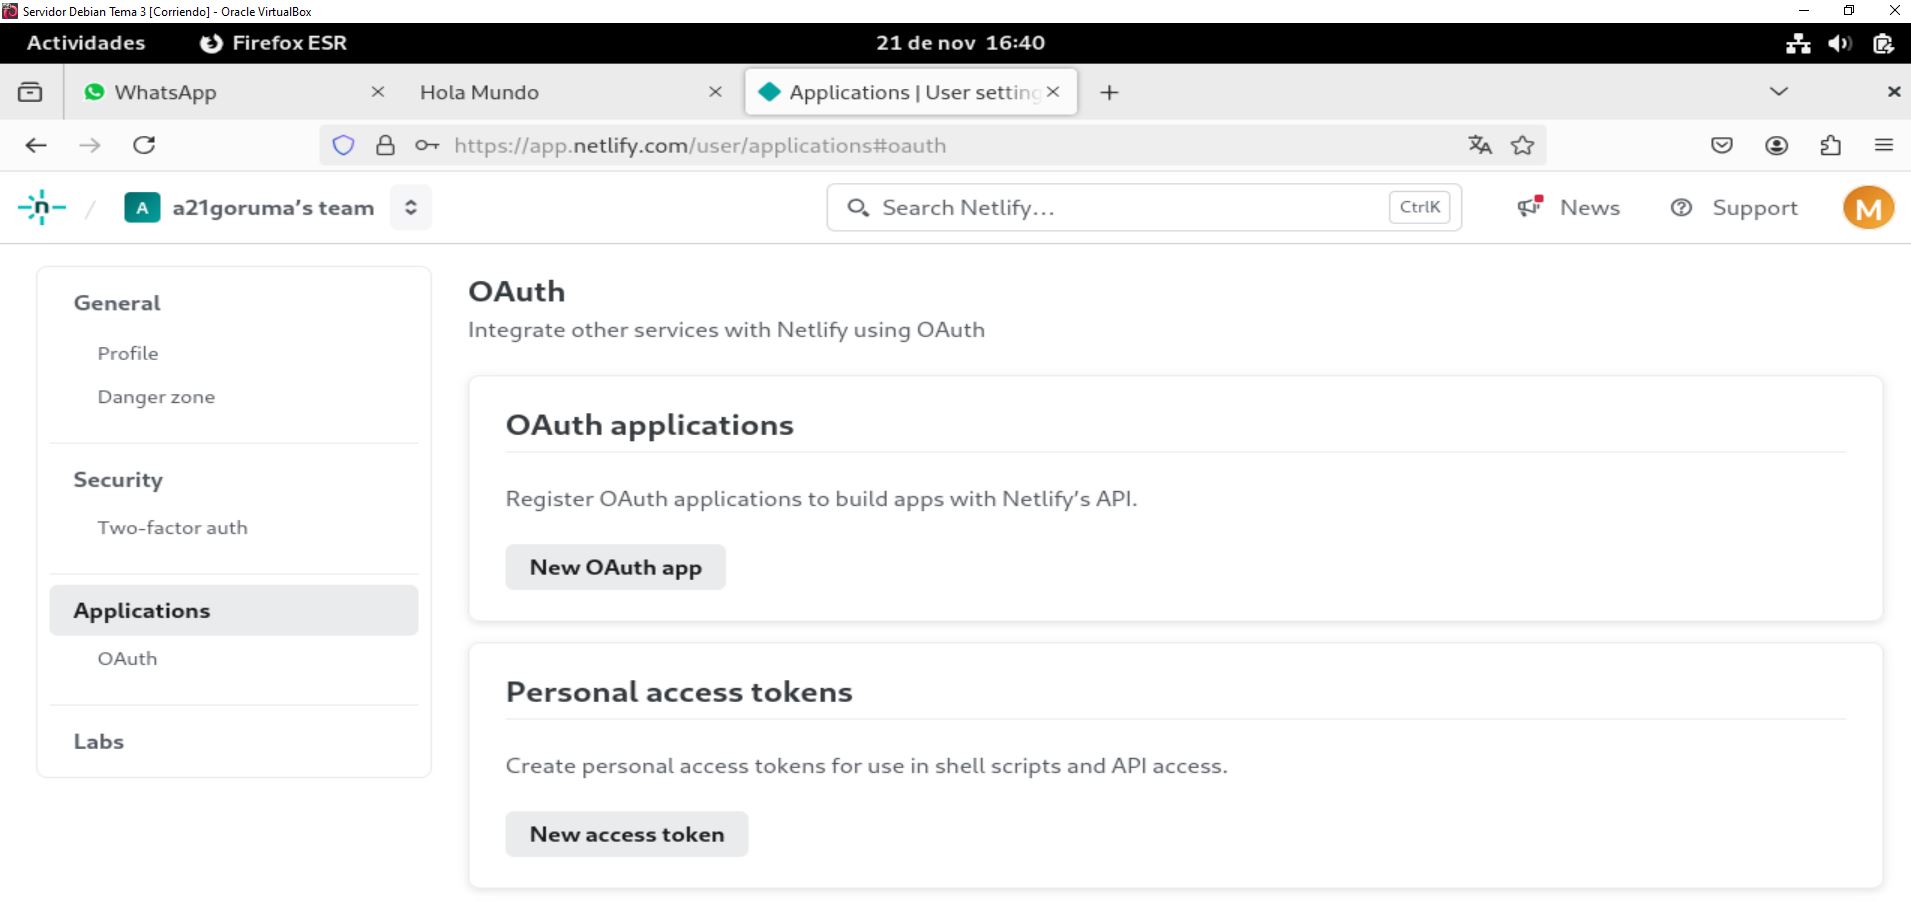 Servidor Debian Tema 3 [Corriendo] - Oracle VirtualBox
Actividades Firefox ESR 21 de nov 16:40
WhatsApp Hola Mundo Applications | User setting
https://app.netlify.com/user/applications#oauth
n / A a21goruma's team Search Netlify... CtrlK News Support M
General
Profile
Danger zone
Security
Two-factor auth
Applications
OAuth
Labs
OAuth
Integrate other services with Netlify using OAuth
OAuth applications
Register OAuth applications to build apps with Netlify's API.
New OAuth app
Personal access tokens
Create personal access tokens for use in shell scripts and API access.
New access token